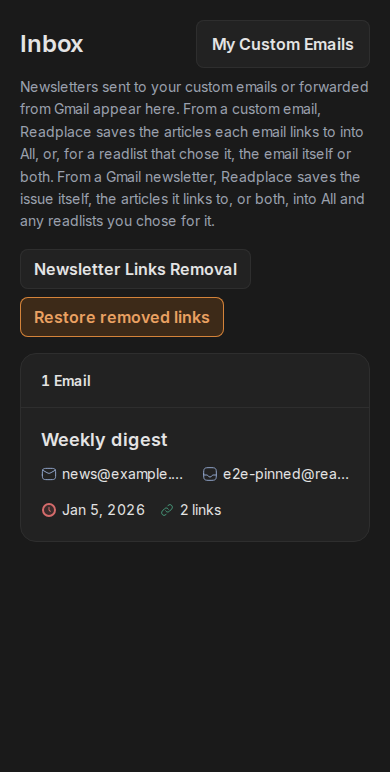 Inbox
My Custom Emails
Newsletters sent to your custom emails or forwarded
from Gmail appear here. From a custom email,
Readplace saves the articles each email links to into
All, or, for a readlist that chose it, the email itself or
both. From a Gmail newsletter, Readplace saves the
issue itself, the articles it links to, or both, into All and
any readlists you chose for it.
Newsletter Links Removal
Restore removed links
1 Email
Weekly digest
news@example.... e2e-pinned@rea...
Jan 5, 2026 2 links